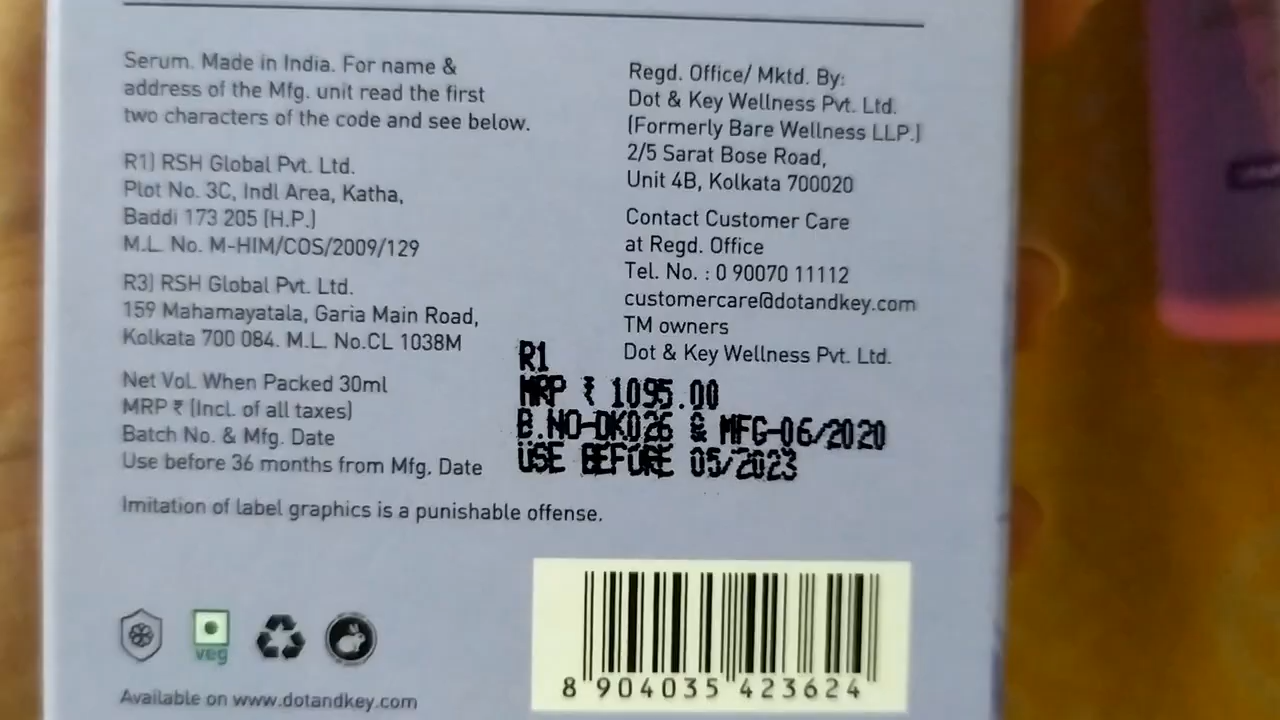 Serum. Made in India. For name &
address of the Mfg. unit read the first
two characters of the code and see below.
R1) RSH Global Pvt. Ltd.
Plot No. 3C, Indl Area, Katha,
Baddi 173 205 (H.P.)
M.L. No. M-HIM/COS/2009/129
R3) RSH Global Pvt. Ltd.
159 Mahamayatala, Garia Main Road,
Kolkata 700 084. M.L. No.CL 1038M
Net Vol. When Packed 30ml
MRP ₹ (Incl. of all taxes)
Batch No. & Mfg. Date
Use before 36 months from Mfg. Date
Regd. Office/ Mktd. By:
Dot & Key Wellness Pvt. Ltd.
(Formerly Bare Wellness LLP.)
2/5 Sarat Bose Road,
Unit 4B, Kolkata 700020
Contact Customer Care
at Regd. Office
Tel. No. : 0 90070 11112
customercare@dotandkey.com
TM owners
Dot & Key Wellness Pvt. Ltd.
R1
MRP ₹ 1095.00
B.NO-DK026 & MFG-06/2020
USE BEFORE 05/2023
Imitation of label graphics is a punishable offense.
veg
Available on www.dotandkey.com
8 904035 423624